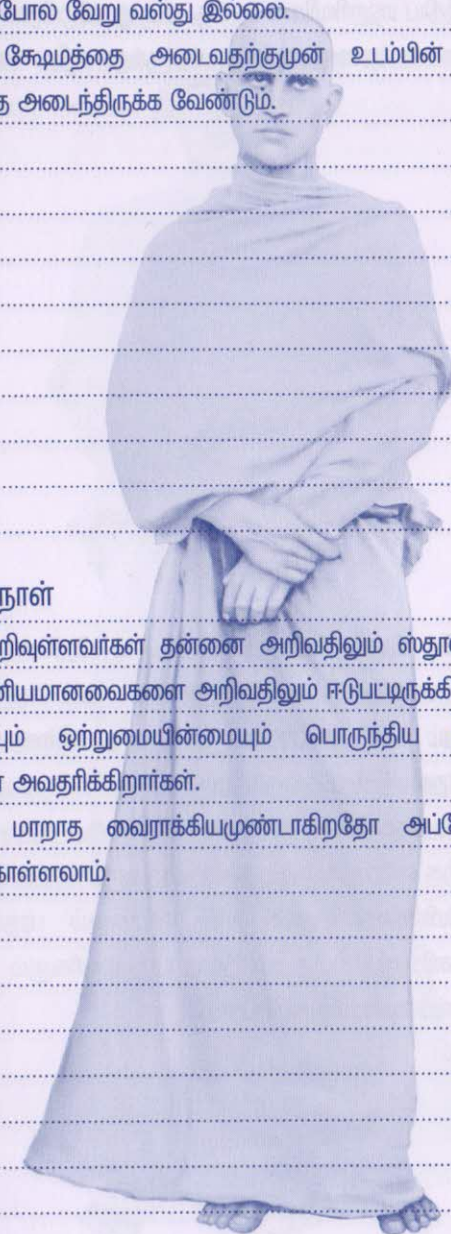 போல வேறு வஸ்து இல்லை.
க்ஷேமத்தை அடைவதற்குமுன் உடம்பின்
அடைந்திருக்க வேண்டும்.
நாள்
றிவுள்ளவர்கள் தன்னை அறிவதிலும் ஸ்தூ
னியமானவைகளை அறிவதிலும் ஈடுபட்டிருக்கி
யும் ஒற்றுமையின்மையும் பொருந்திய
அவதரிக்கிறார்கள்.
மாறாத வைராக்கியமுண்டாகிறதோ அப்
கொள்ளலாம்.